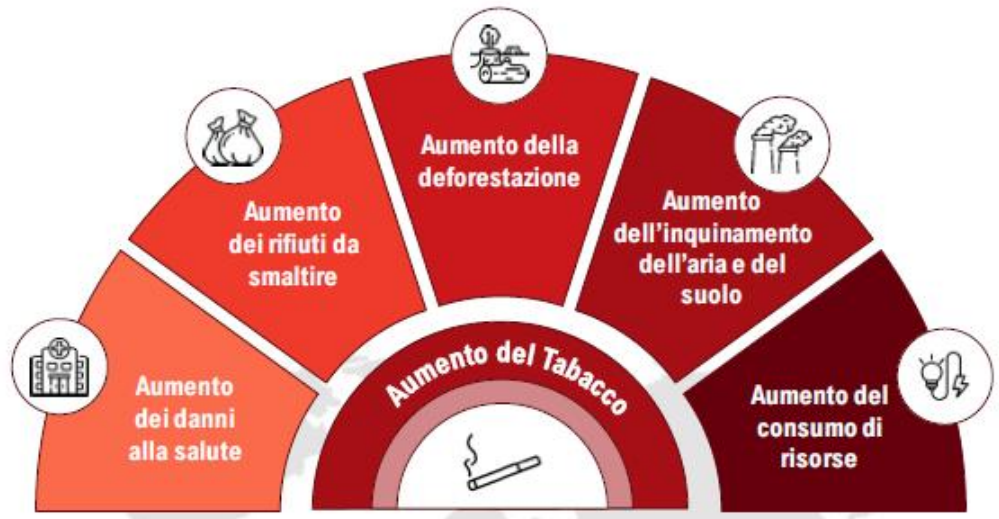 Aumento della
deforestazione
Aumento
dei rifiuti da
smaltire
Aumento
dell'inquinamento
dell'aria e del
suolo
Aumento
dei danni
alla salute
Aumento del Tabacco
Aumento del
consumo di
risorse